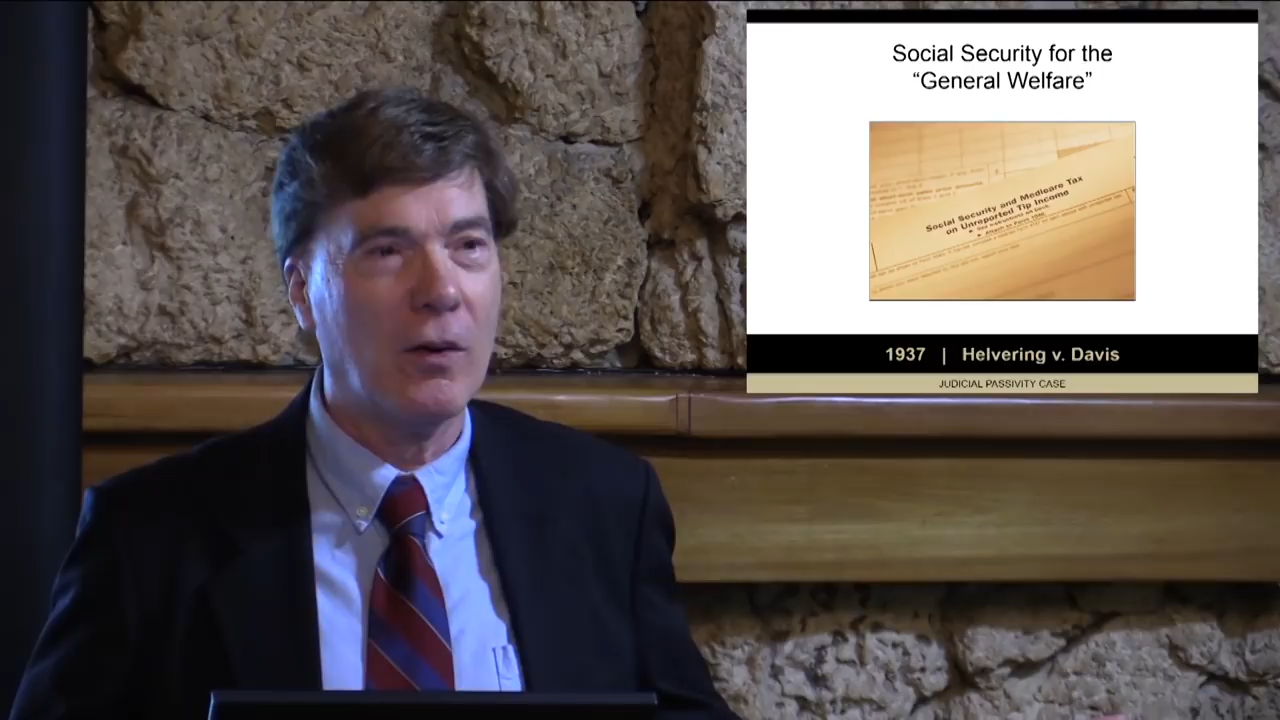 Social Security for the
“General Welfare”
Social Security and Medicare Tax
on Unreported Tip Income
1937 | Helvering v. Davis
JUDICIAL PASSIVITY CASE